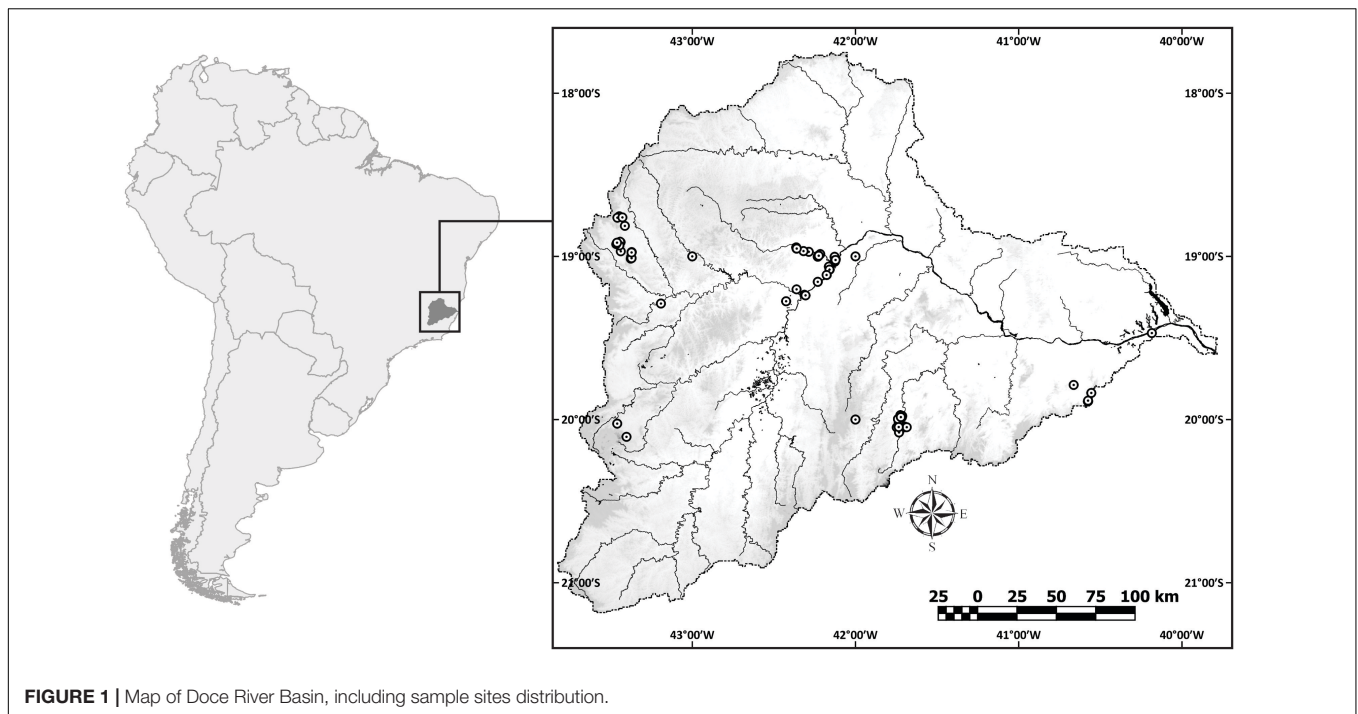 43°00'W 42°00'W 41°00'W 40°00'W
18°00'S 18°00'S
19°00'S 19°00'S
20°00'S 20°00'S
N
W E
S
21°00'S 21°00'S
25 0 25 50 75 100 km
43°00'W 42°00'W 41°00'W 40°00'W
FIGURE 1 | Map of Doce River Basin, including sample sites distribution.